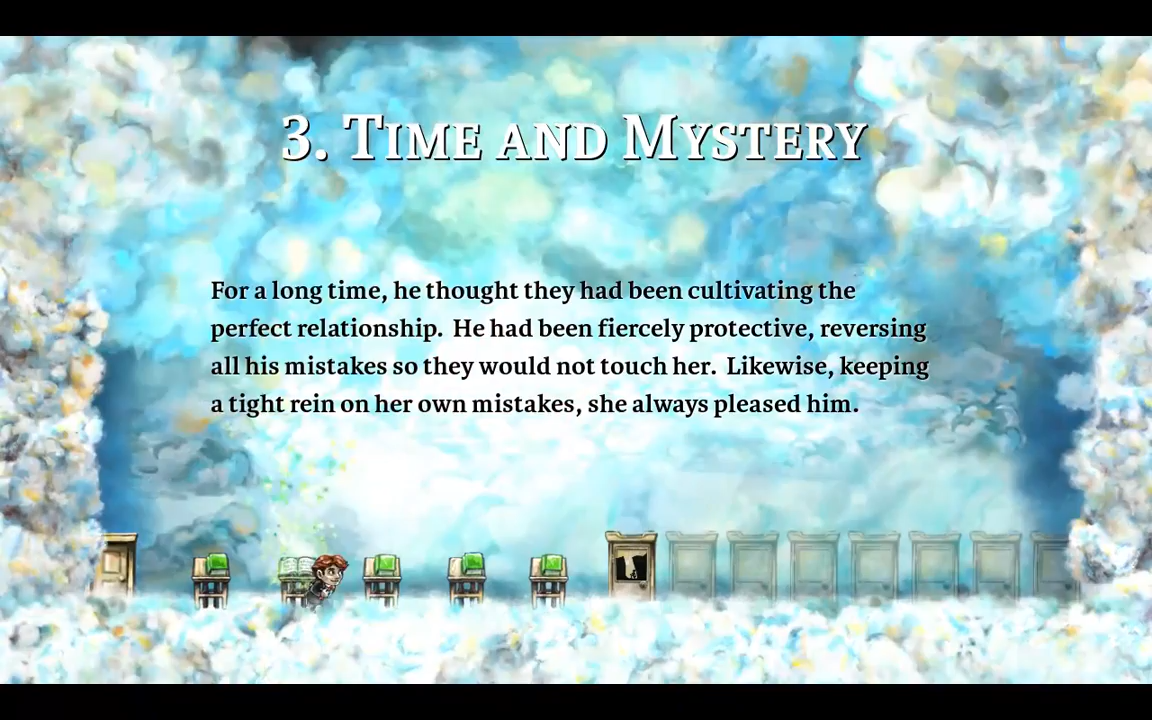 3. Time and Mystery
For a long time, he thought they had been cultivating the
perfect relationship.  He had been fiercely protective, reversing
all his mistakes so they would not touch her.  Likewise, keeping
a tight rein on her own mistakes, she always pleased him.